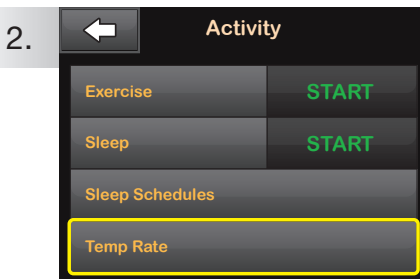 2.
Activity
Exercise START
Sleep START
Sleep Schedules
Temp Rate